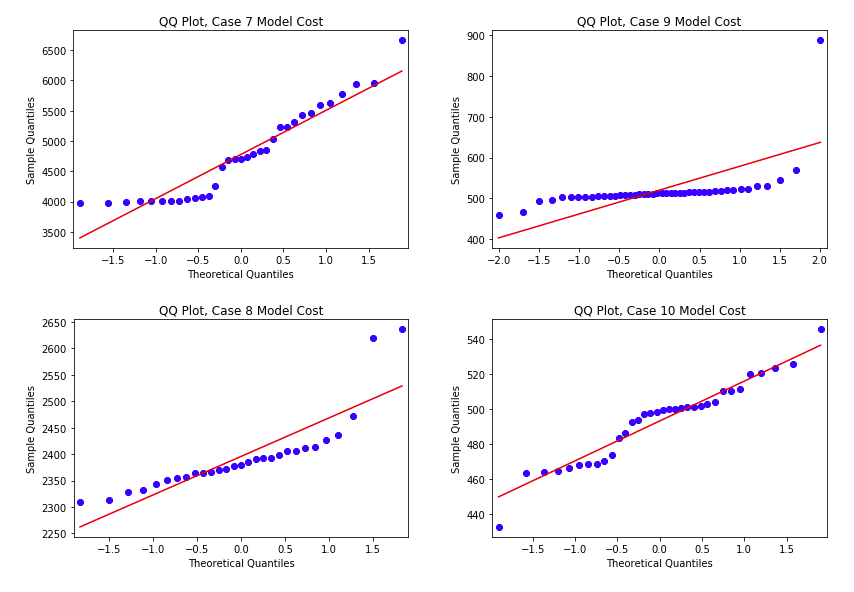 QQ Plot, Case 7 Model Cost
6500
6000
5500
5000
4500
4000
3500
Sample Quantiles
−1.5 −1.0 −0.5 0.0 0.5 1.0 1.5
Theoretical Quantiles
QQ Plot, Case 9 Model Cost
900
800
700
600
500
400
Sample Quantiles
−2.0 −1.5 −1.0 −0.5 0.0 0.5 1.0 1.5 2.0
Theoretical Quantiles
QQ Plot, Case 8 Model Cost
2650
2600
2550
2500
2450
2400
2350
2300
2250
Sample Quantiles
−1.5 −1.0 −0.5 0.0 0.5 1.0 1.5
Theoretical Quantiles
QQ Plot, Case 10 Model Cost
540
520
500
480
460
440
Sample Quantiles
−1.5 −1.0 −0.5 0.0 0.5 1.0 1.5
Theoretical Quantiles